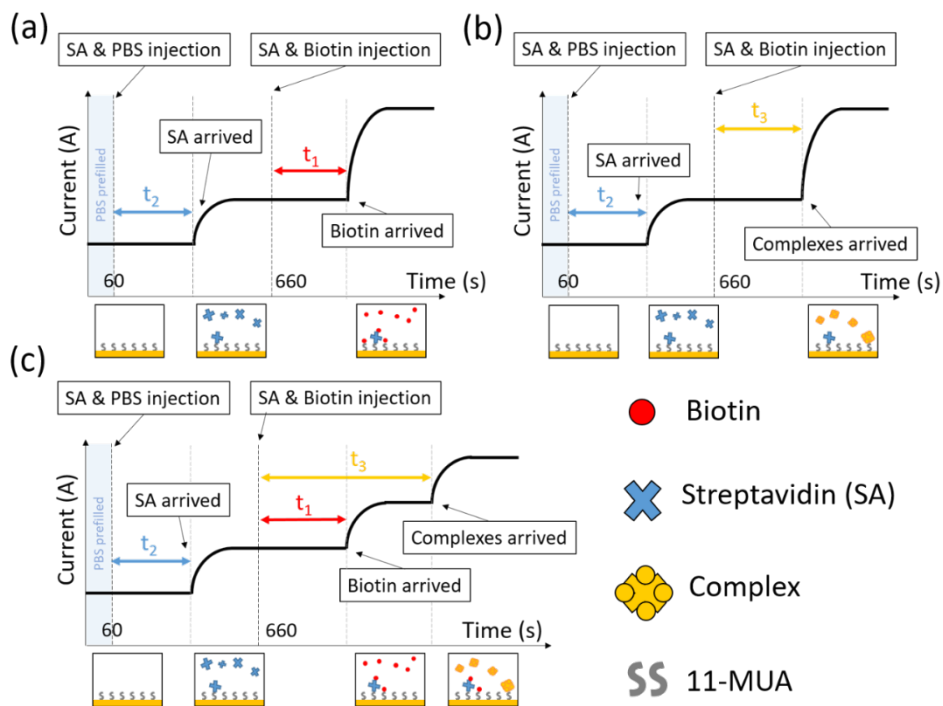 (a)
SA & PBS injection
SA & Biotin injection
Current (A)
PBS prefilled
SA arrived
t2
t1
Biotin arrived
60
660
Time (s)
(b)
SA & PBS injection
SA & Biotin injection
Current (A)
PBS prefilled
SA arrived
t2
t3
Complexes arrived
60
660
Time (s)
(c)
SA & PBS injection
SA & Biotin injection
Current (A)
PBS prefilled
SA arrived
t2
t3
t1
Complexes arrived
Biotin arrived
60
660
Time (s)
Biotin
Streptavidin (SA)
Complex
11-MUA